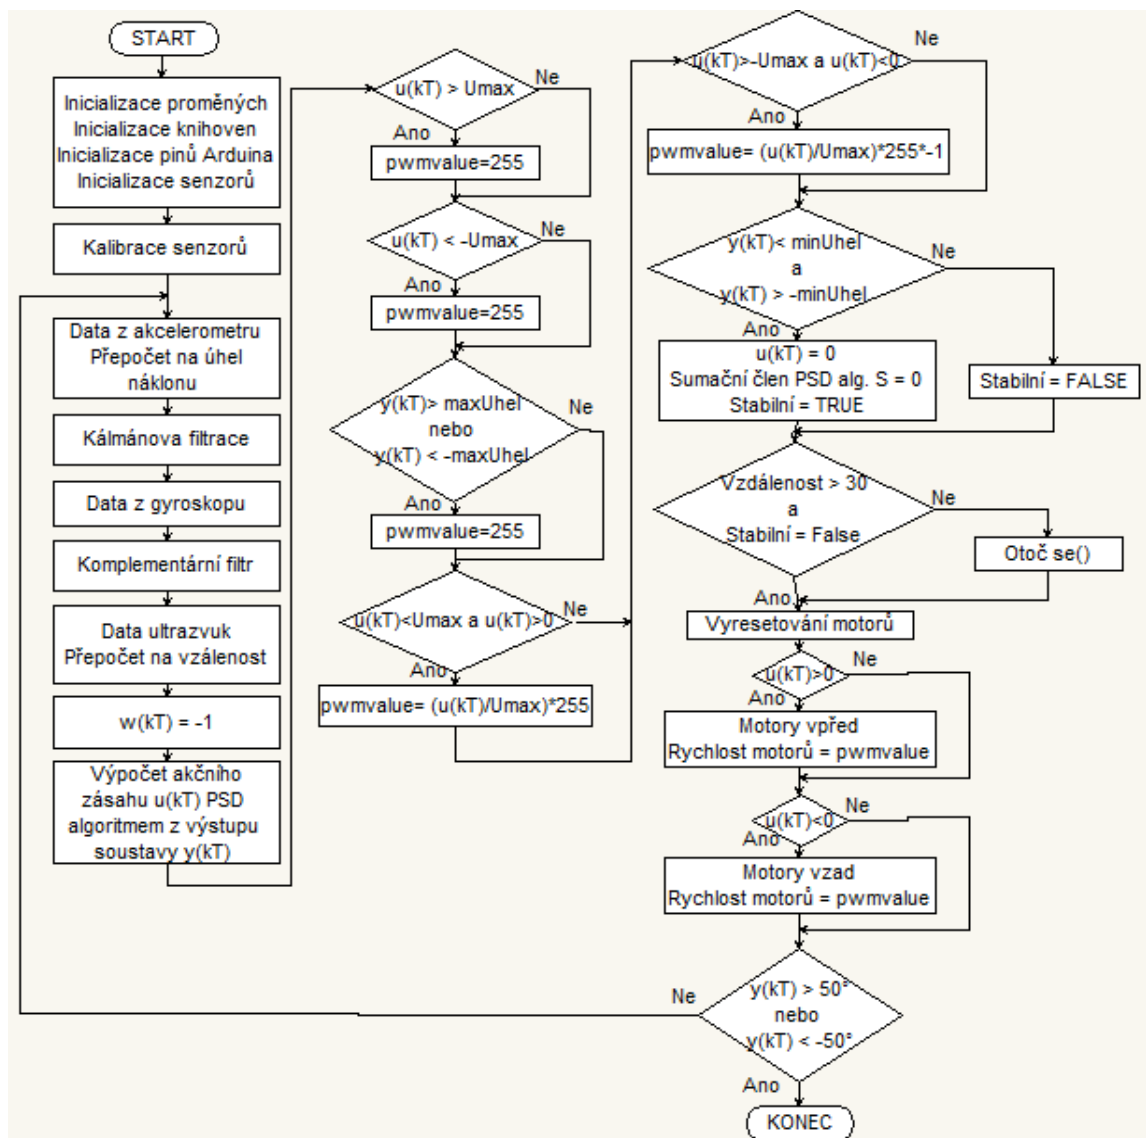 START
Inicializace proměných
Inicializace knihoven
Inicializace pinů Arduina
Inicializace senzorů
Kalibrace senzorů
Data z akcelerometru
Přepočet na úhel
náklonu
Kálmánova filtrace
Data z gyroskopu
Komplementární filtr
Data ultrazvuk
Přepočet na vzálenost
w(kT) = -1
Výpočet akčního
zásahu u(kT) PSD
algoritmem z výstupu
soustavy y(kT)
u(kT) > Umax
Ne
Ano
pwmvalue=255
u(kT) < -Umax
Ne
Ano
pwmvalue=255
y(kT)> maxUhel
nebo
y(kT) < -maxUhel
Ne
Ano
pwmvalue=255
u(kT)<Umax a u(kT)>0
Ne
Ano
pwmvalue= (u(kT)/Umax)*255
u(kT)>-Umax a u(kT)<0
Ne
Ano
pwmvalue= (u(kT)/Umax)*255*-1
y(kT)< minUhel
a
y(kT) > -minUhel
Ne
Ano
u(kT) = 0
Sumační člen PSD alg. S = 0
Stabilní = TRUE
Stabilní = FALSE
Vzdálenost > 30
a
Stabilní = False
Ne
Otoč se()
Ano
Vyresetování motorů
u(kT)>0
Ne
Ano
Motory vpřed
Rychlost motorů = pwmvalue
u(kT)<0
Ne
Ano
Motory vzad
Rychlost motorů = pwmvalue
y(kT) > 50°
nebo
y(kT) < -50°
Ne
Ano
KONEC